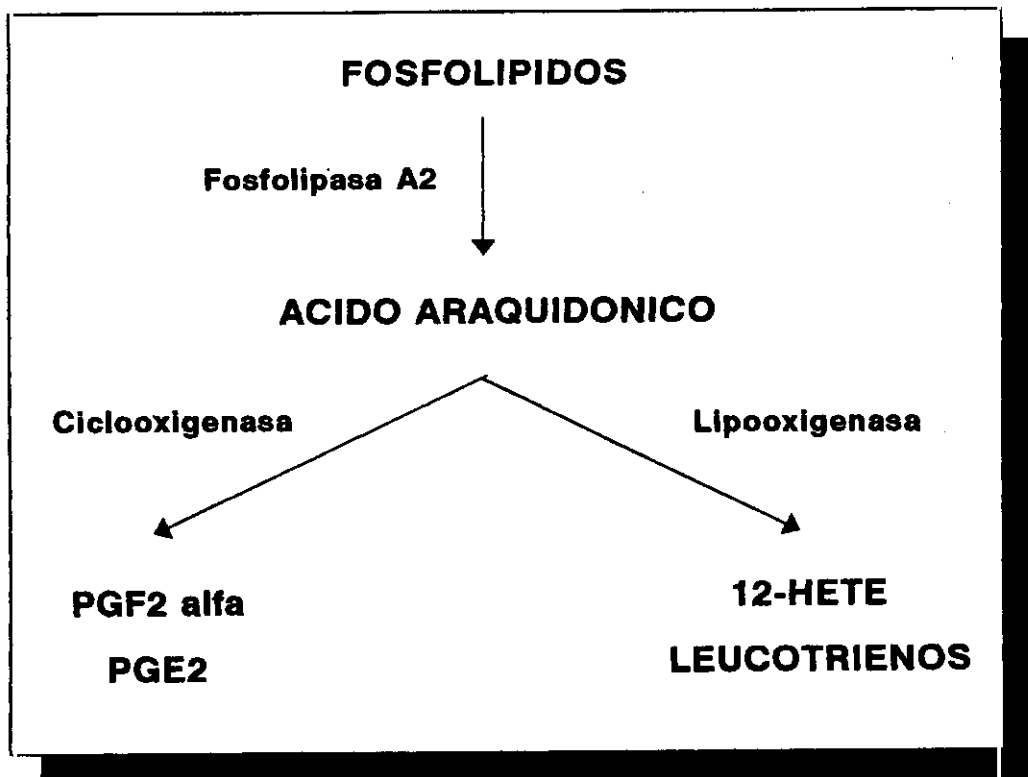 FOSFOLIPIDOS
Fosfolipasa A2
ACIDO ARAQUIDONICO
Ciclooxigenasa
Lipooxigenasa
PGF2 alfa
PGE2
12-HETE
LEUCOTRIENOS